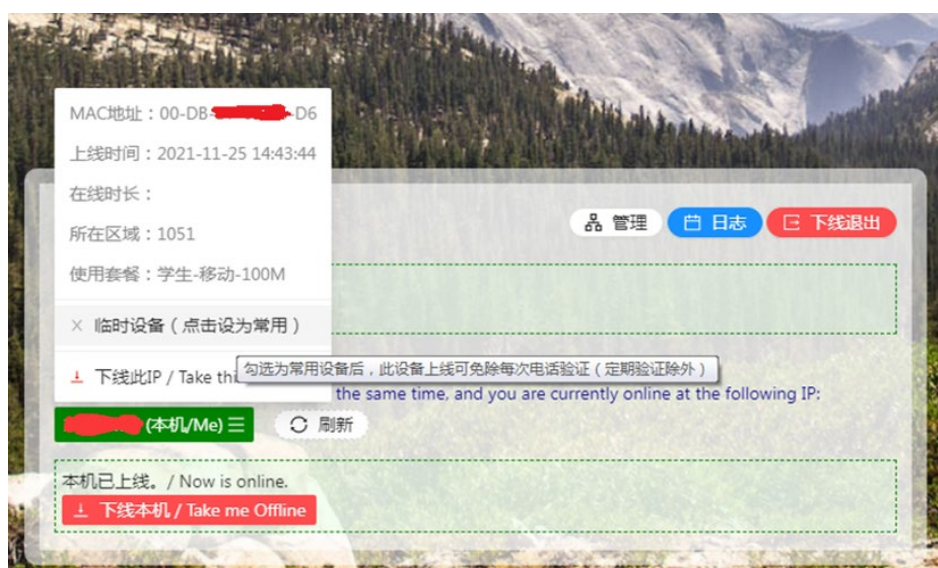 MAC地址：00-DB- -D6
上线时间：2021-11-25 14:43:44
在线时长：
所在区域：1051
使用套餐：学生-移动-100M
管理
日志
下线退出
× 临时设备（点击设为常用）
下线此IP / Take thi
勾选为常用设备后，此设备上线可免除每次电话验证（定期验证除外）
the same time, and you are currently online at the following IP:
(本机/Me)
刷新
本机已上线。/ Now is online.
下线本机 / Take me Offline